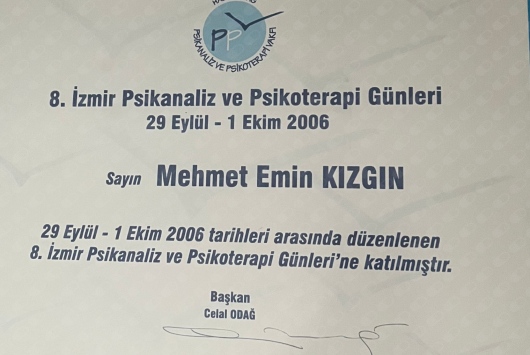 PP
PSİKANALİZ VE PSİKOTERAPİ VAKFI
8. İzmir Psikanaliz ve Psikoterapi Günleri
29 Eylül - 1 Ekim 2006
Sayın Mehmet Emin KIZGIN
29 Eylül - 1 Ekim 2006 tarihleri arasında düzenlenen
8. İzmir Psikanaliz ve Psikoterapi Günleri'ne katılmıştır.
Başkan
Celal ODAĞ